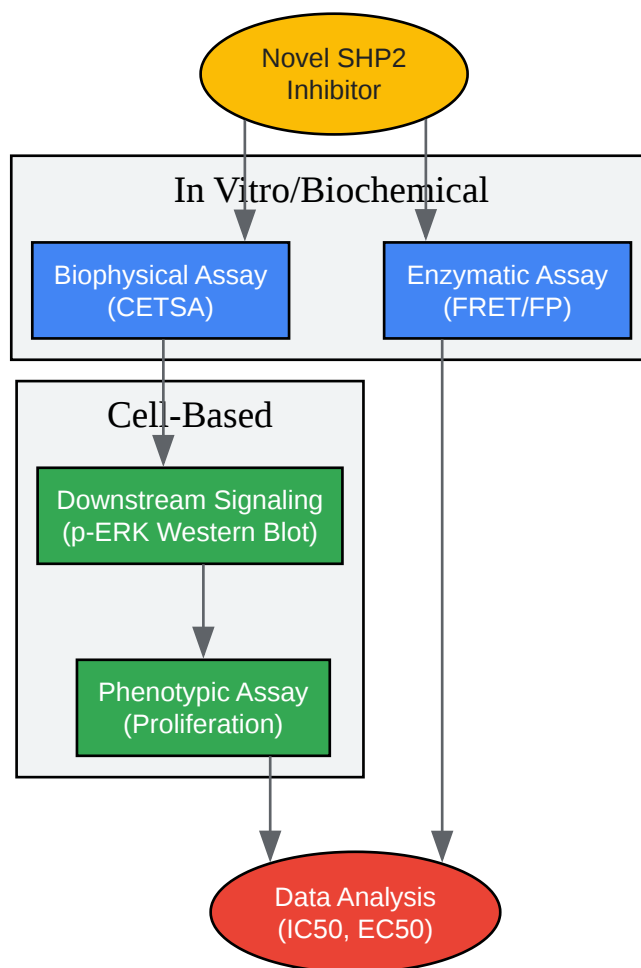 Novel SHP2
Inhibitor
In Vitro/Biochemical
Biophysical Assay
(CETSA)
Enzymatic Assay
(FRET/FP)
Cell-Based
Downstream Signaling
(p-ERK Western Blot)
Phenotypic Assay
(Proliferation)
Data Analysis
(IC50, EC50)